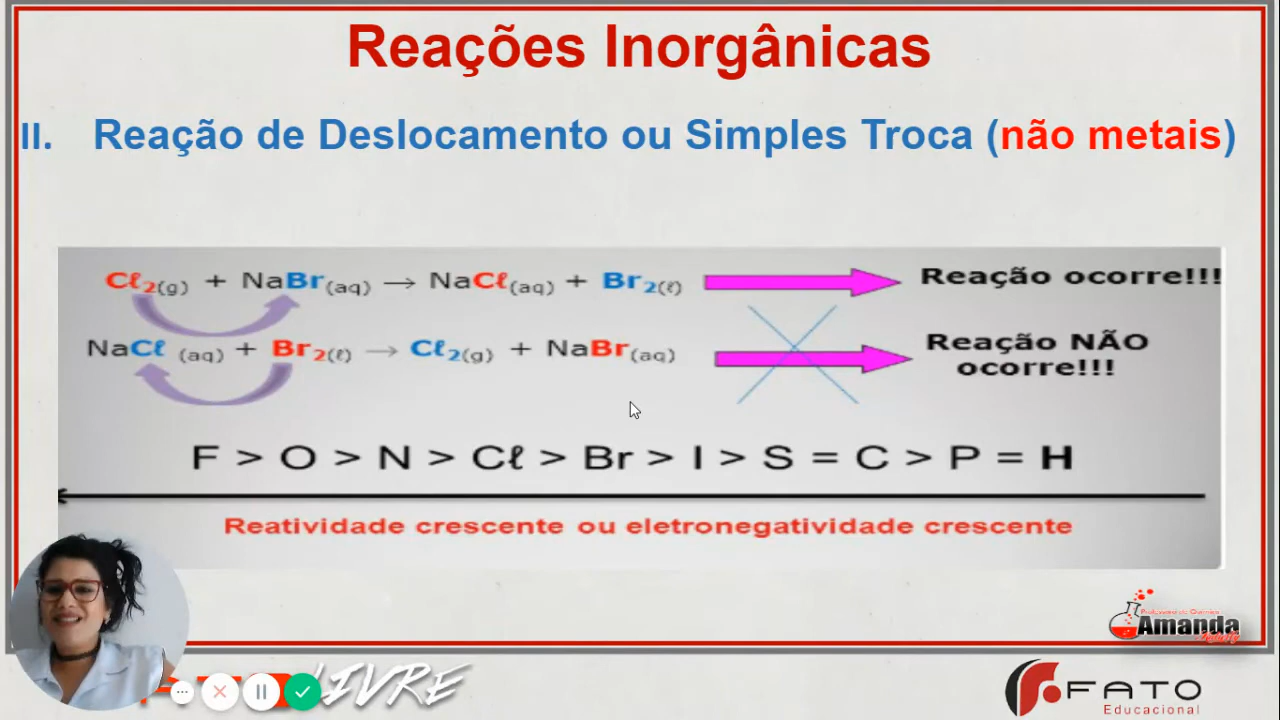 Reações Inorgânicas
II. Reação de Deslocamento ou Simples Troca (não metais)
Cℓ₂(g) + NaBr(aq) → NaCℓ(aq) + Br₂(ℓ) Reação ocorre!!!
NaCℓ (aq) + Br₂(ℓ) → Cℓ₂(g) + NaBr(aq) Reação NÃO
ocorre!!!
F > O > N > Cℓ > Br > I > S = C > P = H
Reatividade crescente ou eletronegatividade crescente
Amanda
FATO
Educacional